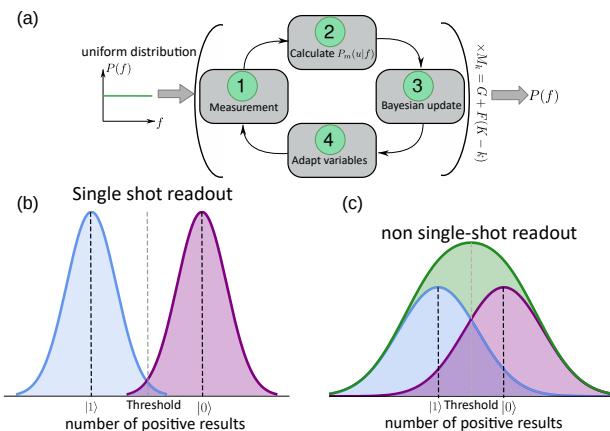 (a)
uniform distribution
P(f)
f
1
Measurement
2
Calculate P_m(u|f)
3
Bayesian update
4
Adapt variables
×M_k = G + F(K − k)
P(f)
(b)
Single shot readout
|1⟩
Threshold
|0⟩
number of positive results
(c)
non single-shot readout
|1⟩
Threshold
|0⟩
number of positive results